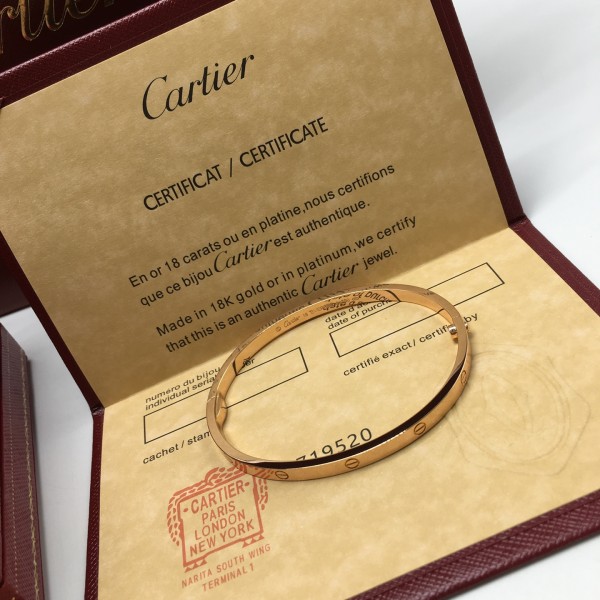 Cartier
CERTIFICAT / CERTIFICATE
En or 18 carats ou en platine,nous certifions
que ce bijou Cartier est authentique.
Made in 18K gold or in platinum,we certify
that this is an authentic Cartier jewel.
date of purch
numéro du bijou
individual seria
certifié exact / certified by
cachet / stam
719520
-CARTIER-
PARIS
LONDON
NEW YORK
NARITA SOUTH WING
TERMINAL 1